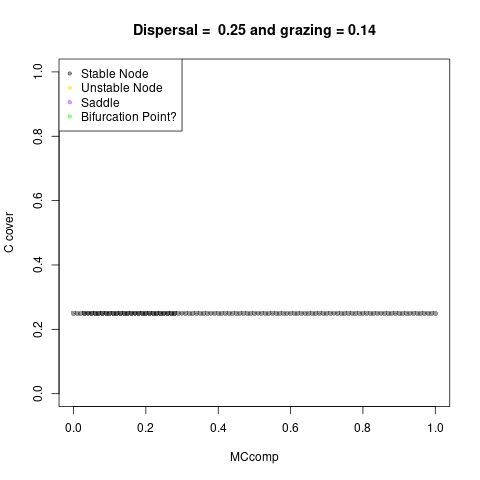 Dispersal =  0.25 and grazing = 0.14
Stable Node
Unstable Node
Saddle
Bifurcation Point?
1.0
0.8
0.6
0.4
0.2
0.0
C cover
0.0 0.2 0.4 0.6 0.8 1.0
MCcomp